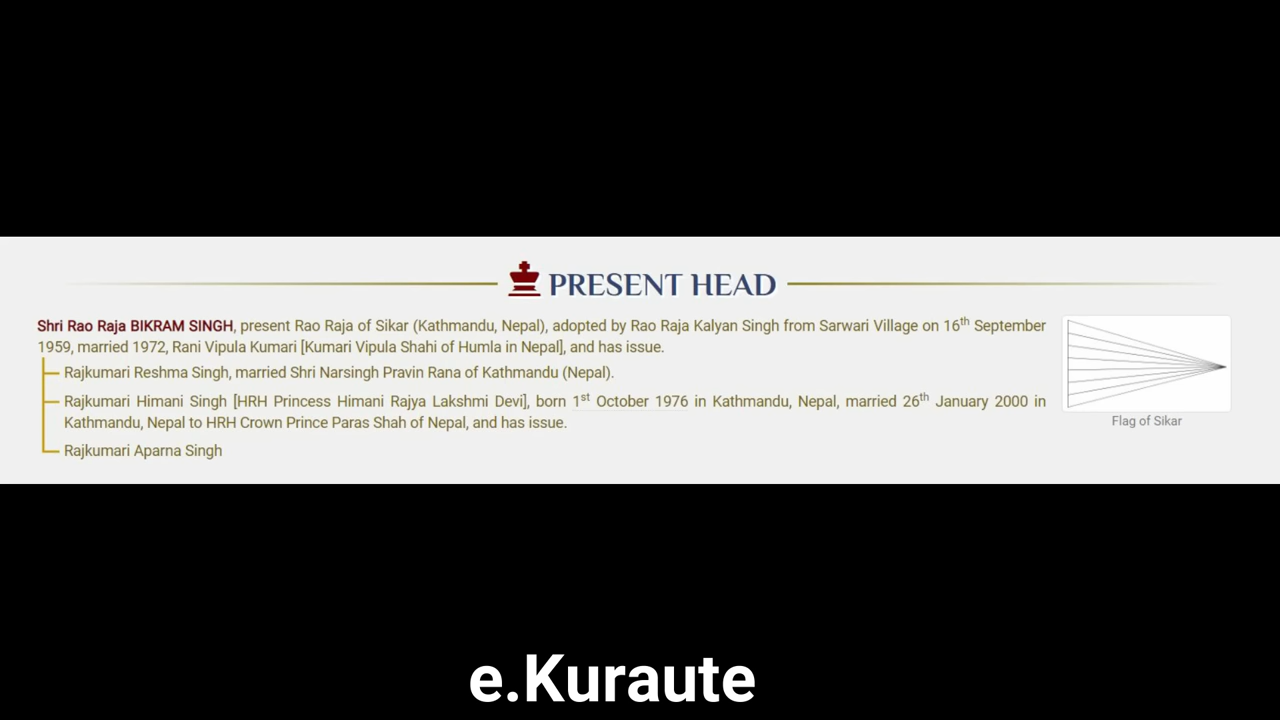 PRESENT HEAD
Shri Rao Raja BIKRAM SINGH, present Rao Raja of Sikar (Kathmandu, Nepal), adopted by Rao Raja Kalyan Singh from Sarwari Village on 16th September
1959, married 1972, Rani Vipula Kumari [Kumari Vipula Shahi of Humla in Nepal], and has issue.
Rajkumari Reshma Singh, married Shri Narsingh Pravin Rana of Kathmandu (Nepal).
Rajkumari Himani Singh [HRH Princess Himani Rajya Lakshmi Devi], born 1st October 1976 in Kathmandu, Nepal, married 26th January 2000 in
Kathmandu, Nepal to HRH Crown Prince Paras Shah of Nepal, and has issue.
Rajkumari Aparna Singh
Flag of Sikar
e.Kuraute